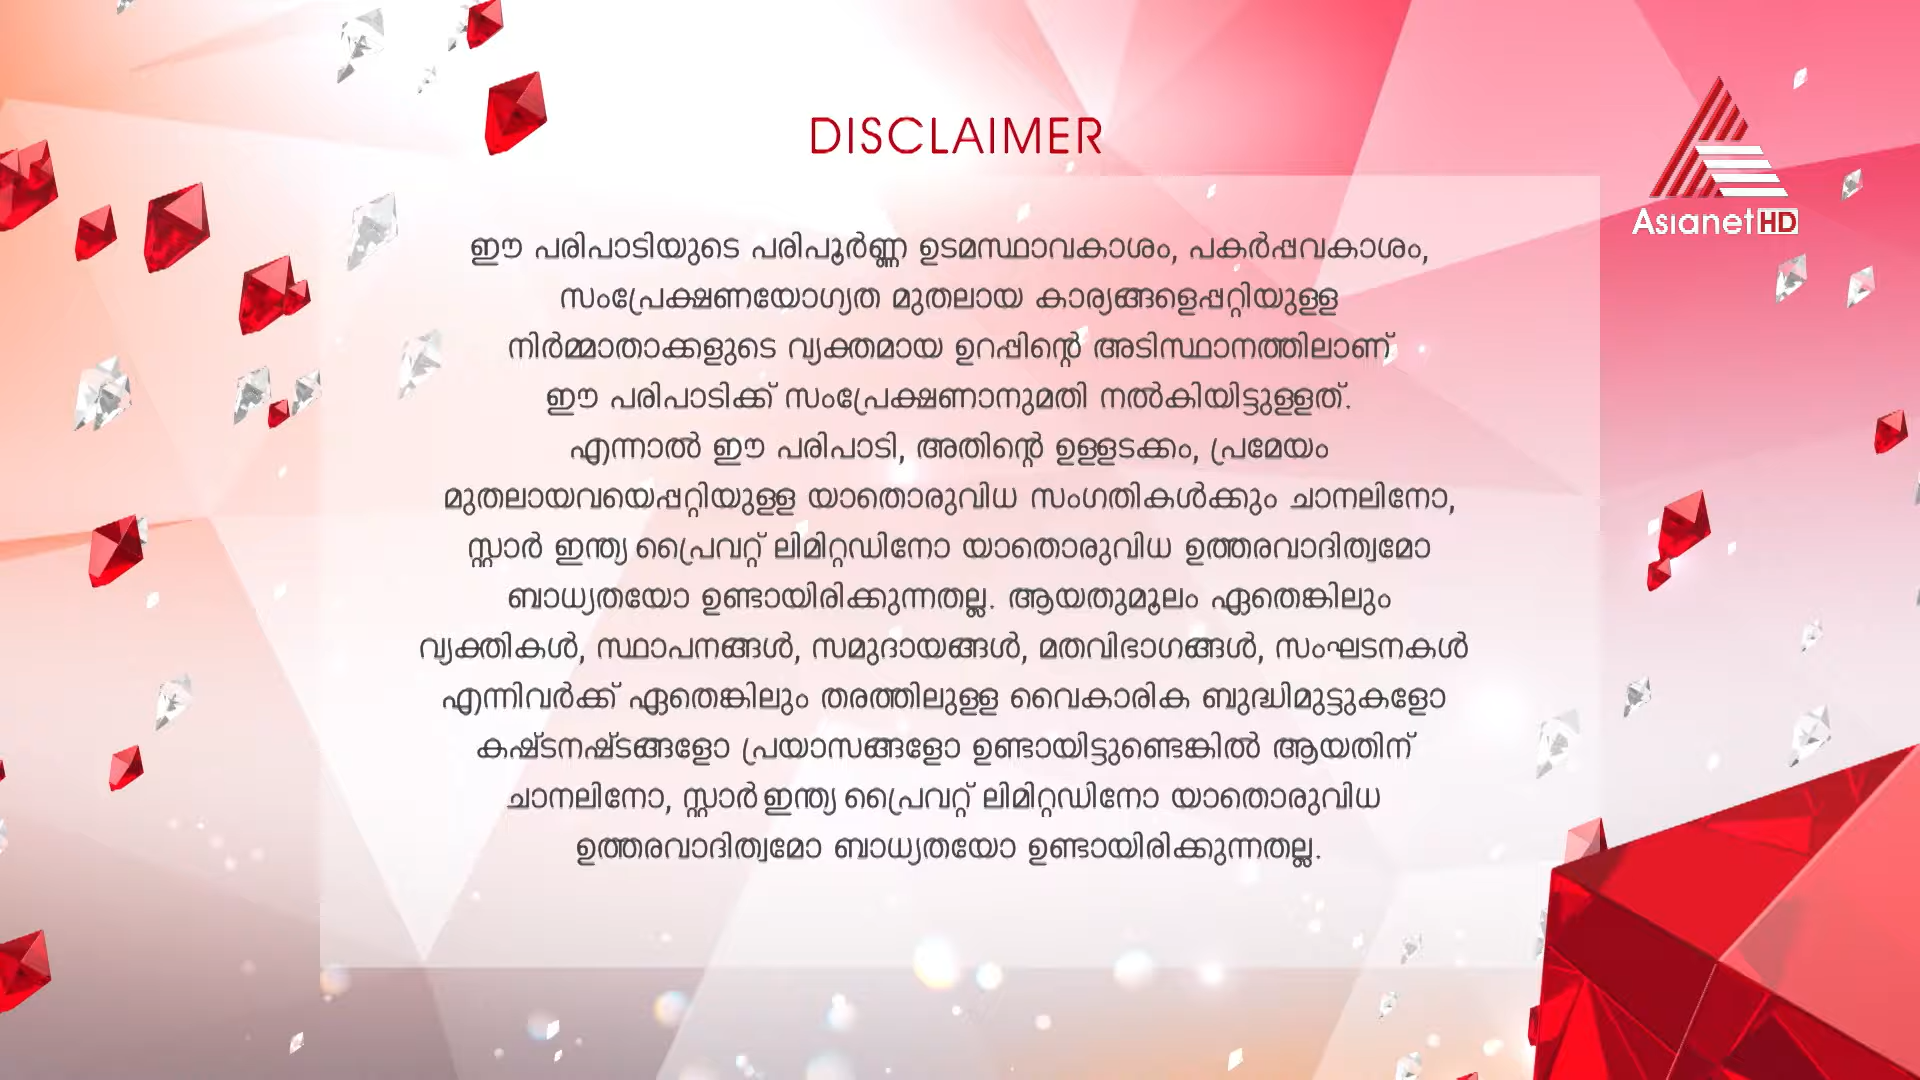 DISCLAIMER
AsianetHD
ഈ പരിപാടിയുടെ പരിപൂർണ്ണ ഉടമസ്ഥാവകാശം, പകർപ്പവകാശം,
സംപ്രേക്ഷണയോഗ്യത മുതലായ കാര്യങ്ങളെപ്പറ്റിയുള്ള
നിർമ്മാതാക്കളുടെ വ്യക്തമായ ഉറപ്പിന്റെ അടിസ്ഥാനത്തിലാണ്
ഈ പരിപാടിക്ക് സംപ്രേക്ഷണാനുമതി നൽകിയിട്ടുള്ളത്.
എന്നാൽ ഈ പരിപാടി, അതിന്റെ ഉള്ളടക്കം, പ്രമേയം
മുതലായവയെപ്പറ്റിയുള്ള യാതൊരുവിധ സംഗതികൾക്കും ചാനലിനോ,
സ്റ്റാർ ഇന്ത്യ പ്രൈവറ്റ് ലിമിറ്റഡിനോ യാതൊരുവിധ ഉത്തരവാദിത്വമോ
ബാധ്യതയോ ഉണ്ടായിരിക്കുന്നതല്ല. ആയതുമൂലം ഏതെങ്കിലും
വ്യക്തികൾ, സ്ഥാപനങ്ങൾ, സമുദായങ്ങൾ, മതവിഭാഗങ്ങൾ, സംഘടനകൾ
എന്നിവർക്ക് ഏതെങ്കിലും തരത്തിലുള്ള വൈകാരിക ബുദ്ധിമുട്ടുകളോ
കഷ്ടനഷ്ടങ്ങളോ പ്രയാസങ്ങളോ ഉണ്ടായിട്ടുണ്ടെങ്കിൽ ആയതിന്
ചാനലിനോ, സ്റ്റാർ ഇന്ത്യ പ്രൈവറ്റ് ലിമിറ്റഡിനോ യാതൊരുവിധ
ഉത്തരവാദിത്വമോ ബാധ്യതയോ ഉണ്ടായിരിക്കുന്നതല്ല.